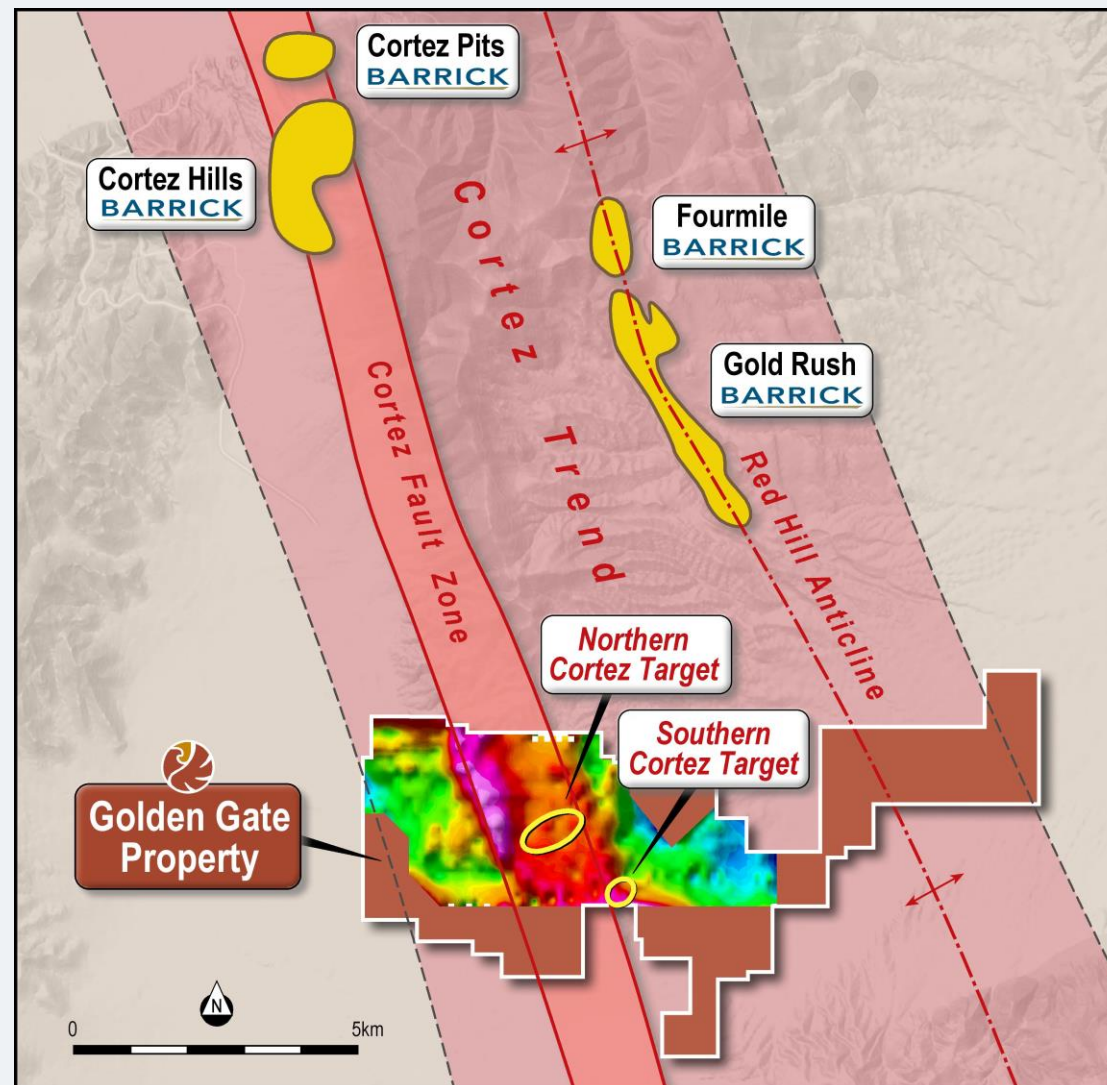 Cortez Pits
BARRICK
Cortez Hills
BARRICK
Fourmile
BARRICK
Gold Rush
BARRICK
Cortez Trend
Cortez Fault Zone
Red Hill Anticline
Northern
Cortez Target
Southern
Cortez Target
Golden Gate
Property
N
0 5km